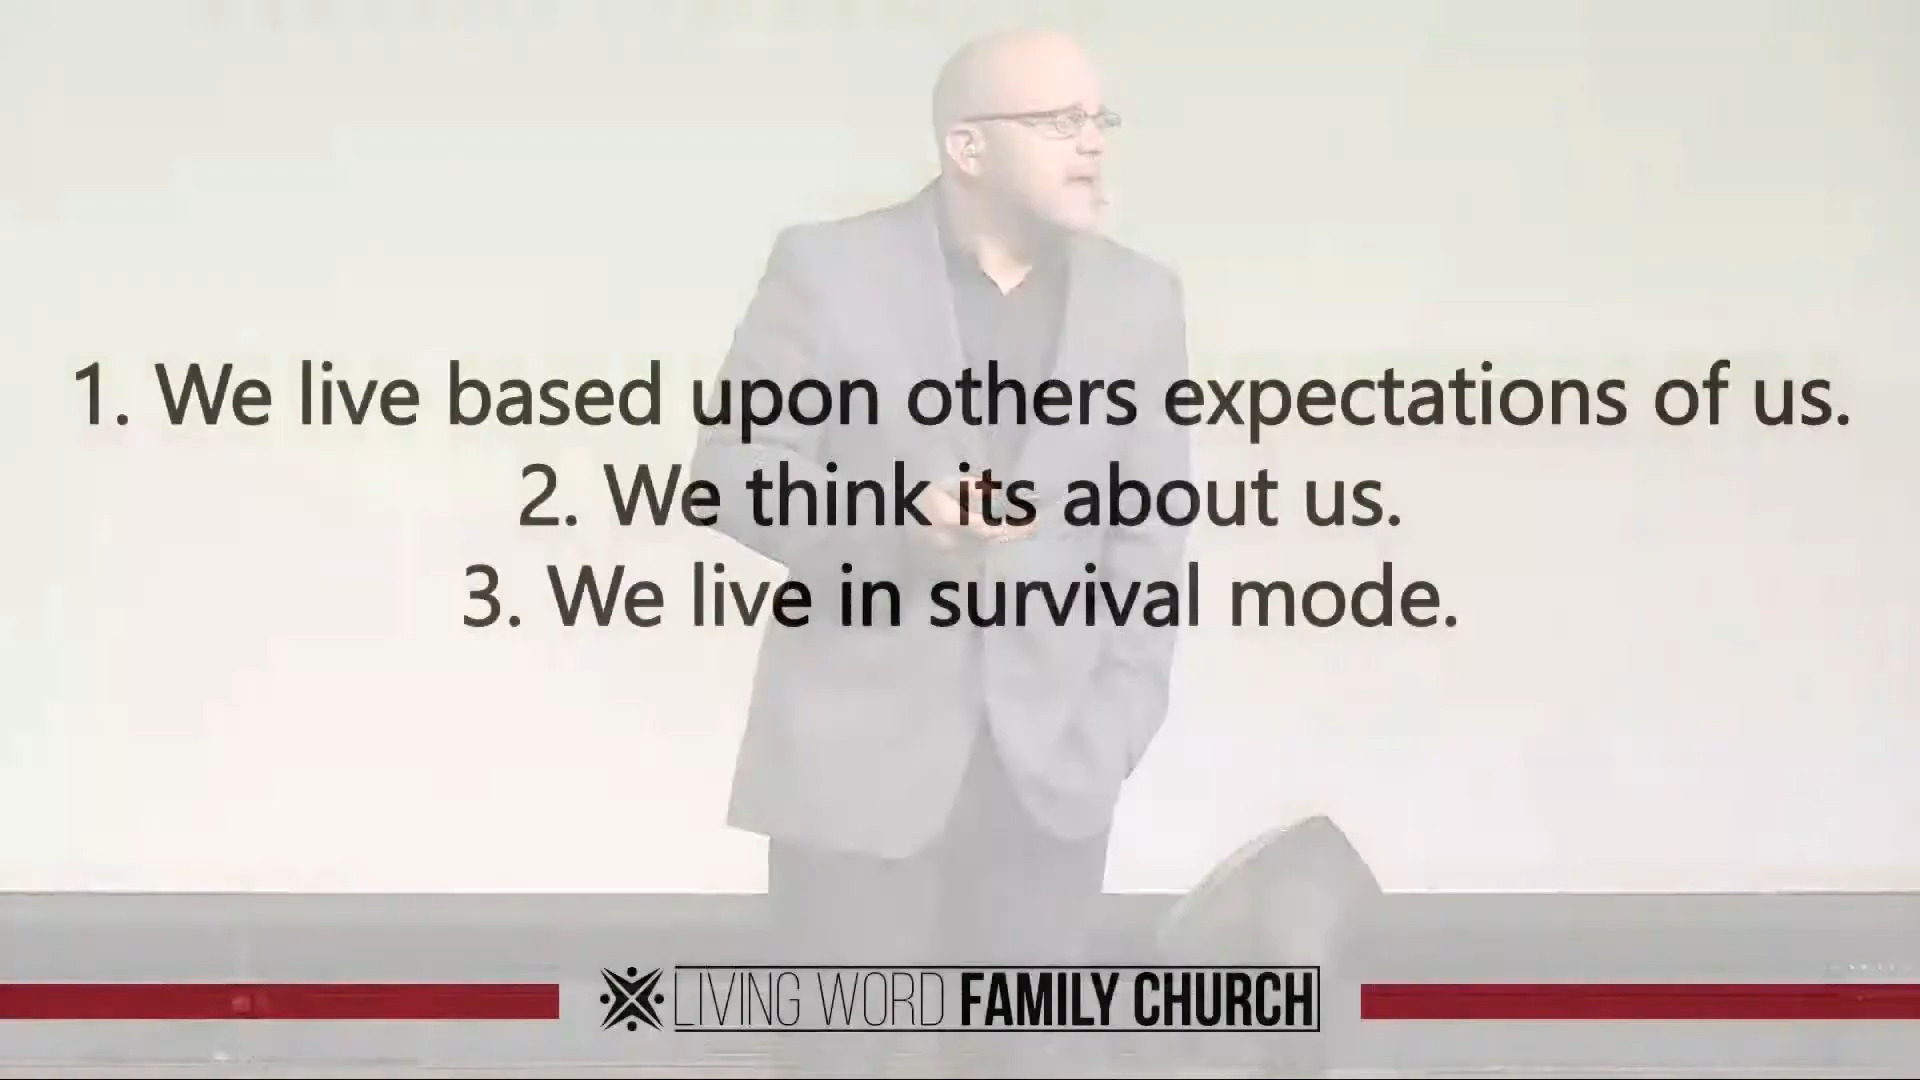 1. We live based upon others expectations of us.
2. We think its about us.
3. We live in survival mode.
LIVING WORD FAMILY CHURCH